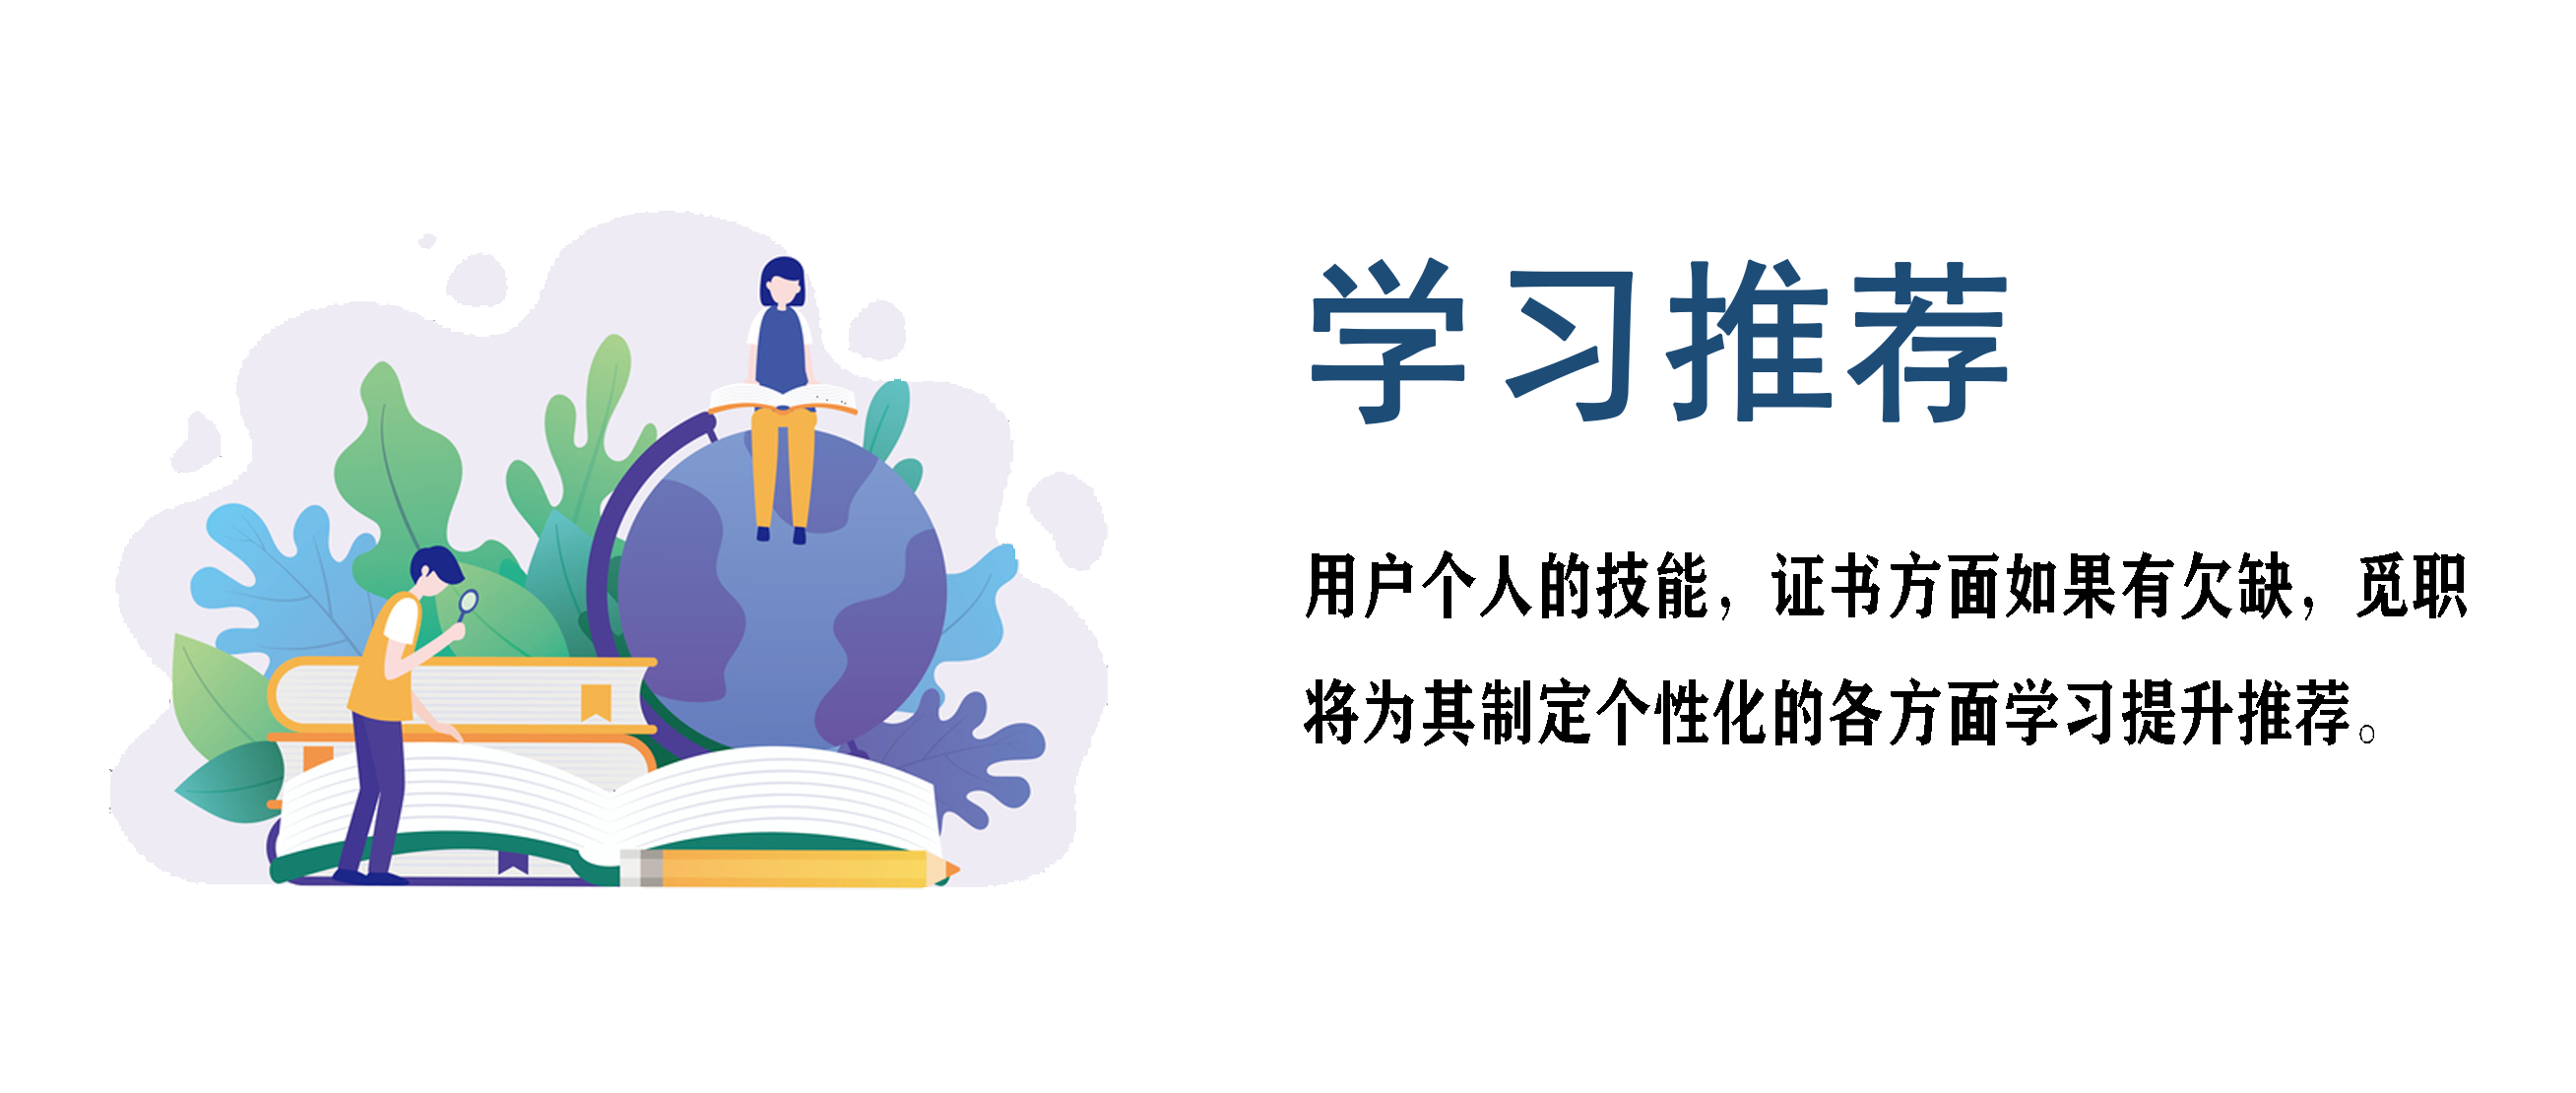 学习推荐
用户个人的技能，证书方面如果有欠缺，觅职
将为其制定个性化的各方面学习提升推荐。